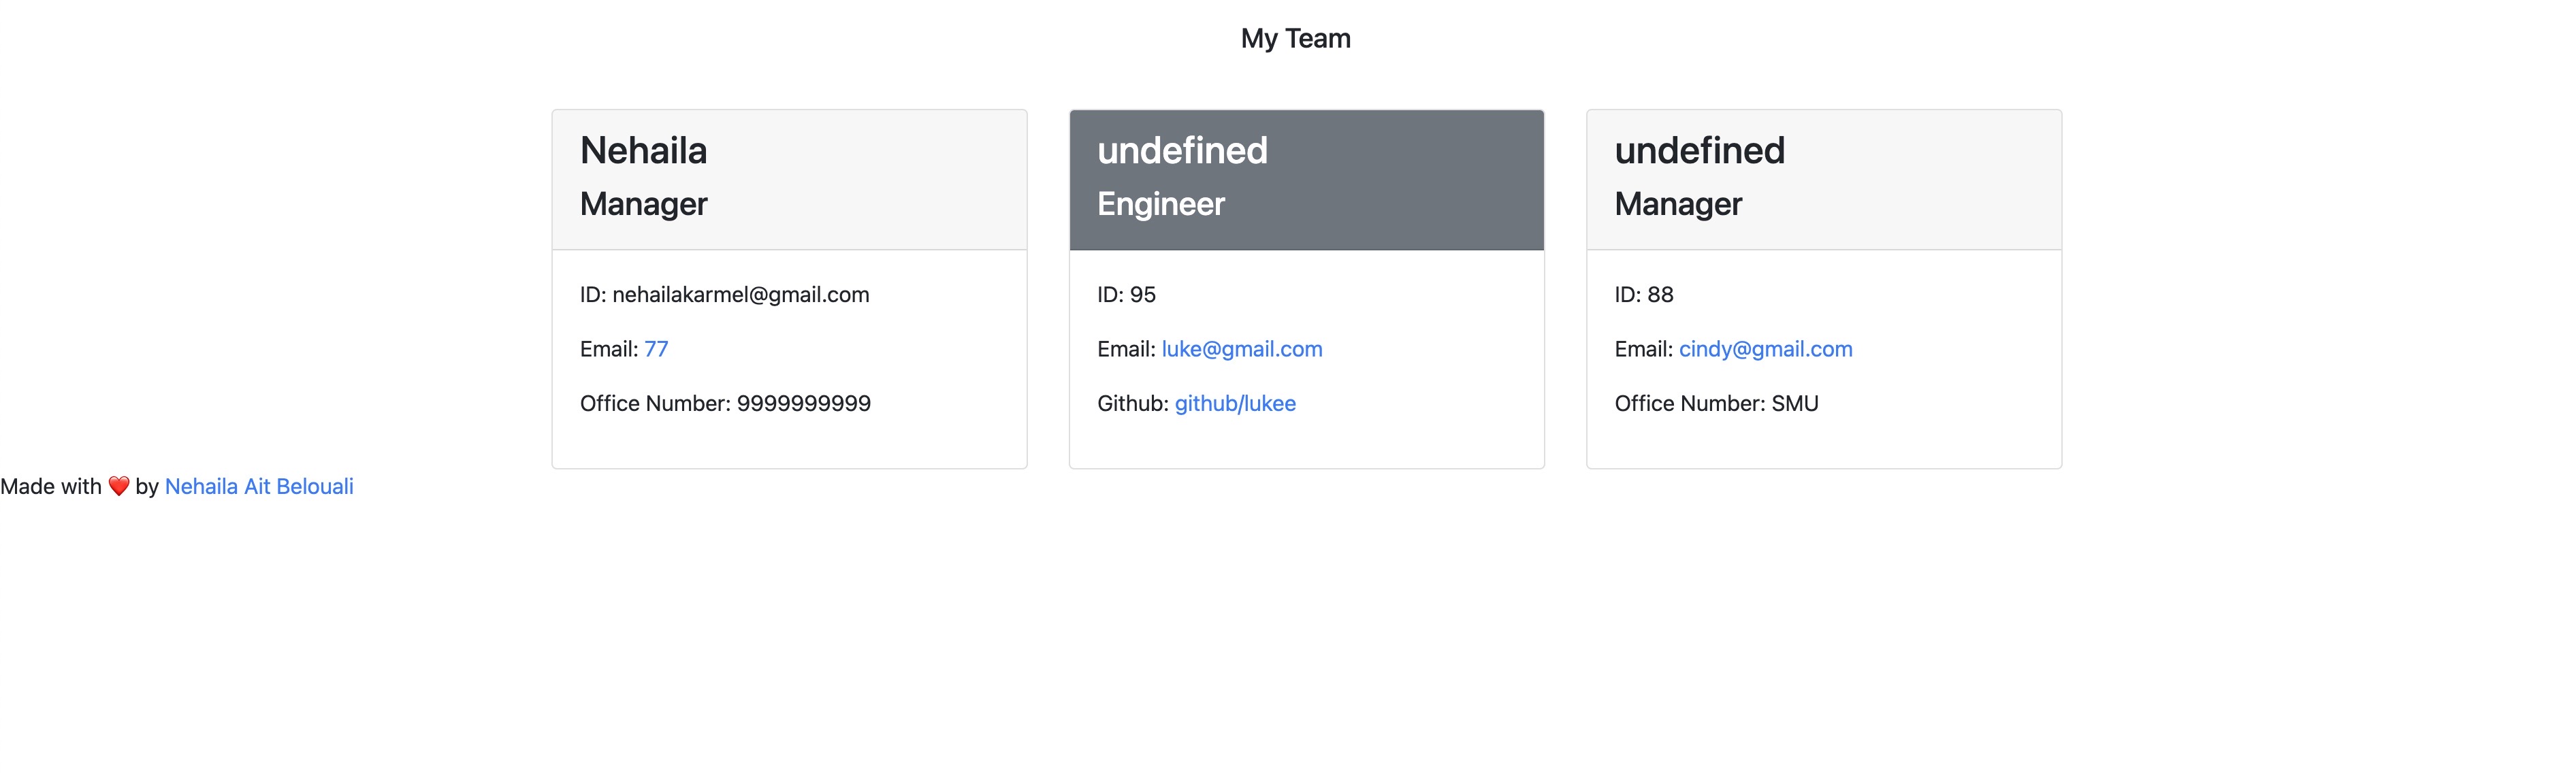 My Team
Nehaila
Manager
ID: nehailakarmel@gmail.com
Email: 77
Office Number: 9999999999
undefined
Engineer
ID: 95
Email: luke@gmail.com
Github: github/lukee
undefined
Manager
ID: 88
Email: cindy@gmail.com
Office Number: SMU
Made with ❤️ by Nehaila Ait Belouali